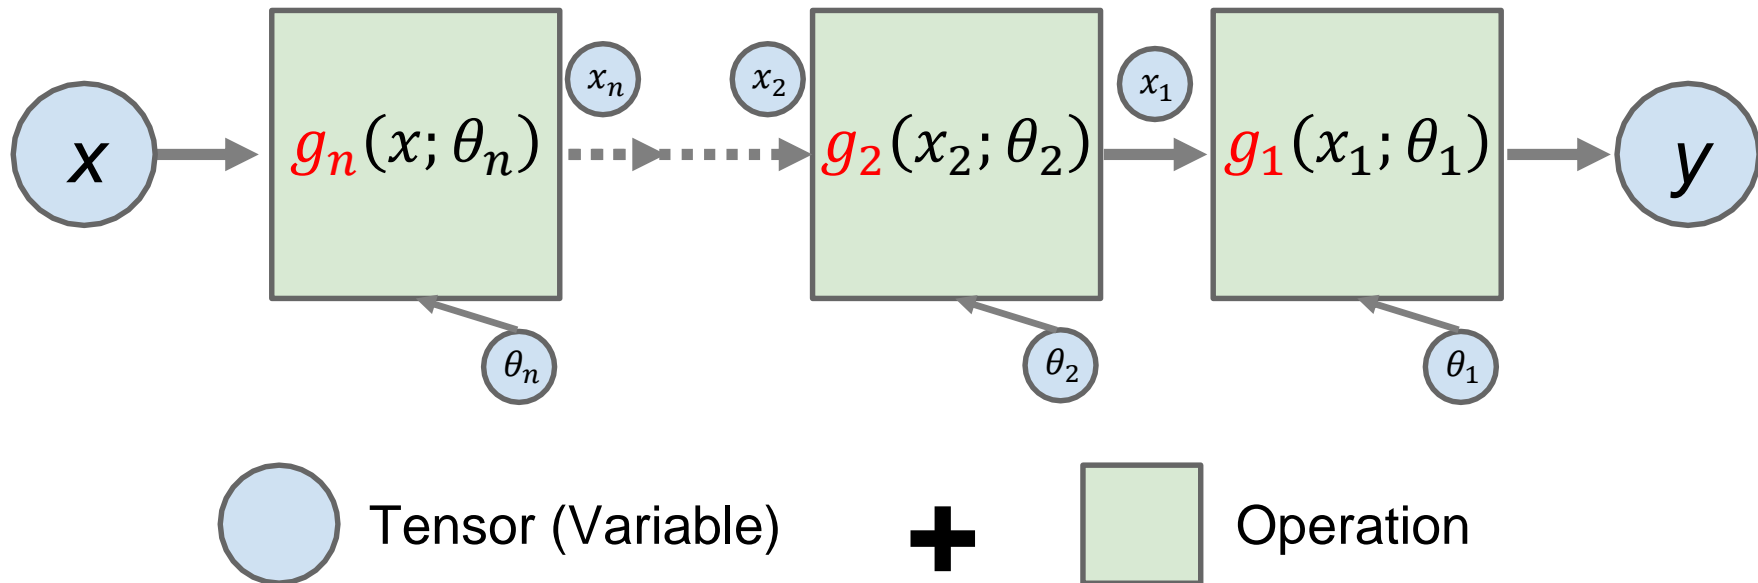 xₙ x₂ x₁
x gₙ(x; θₙ) g₂(x₂; θ₂) g₁(x₁; θ₁) y
θₙ θ₂ θ₁
Tensor (Variable) + Operation